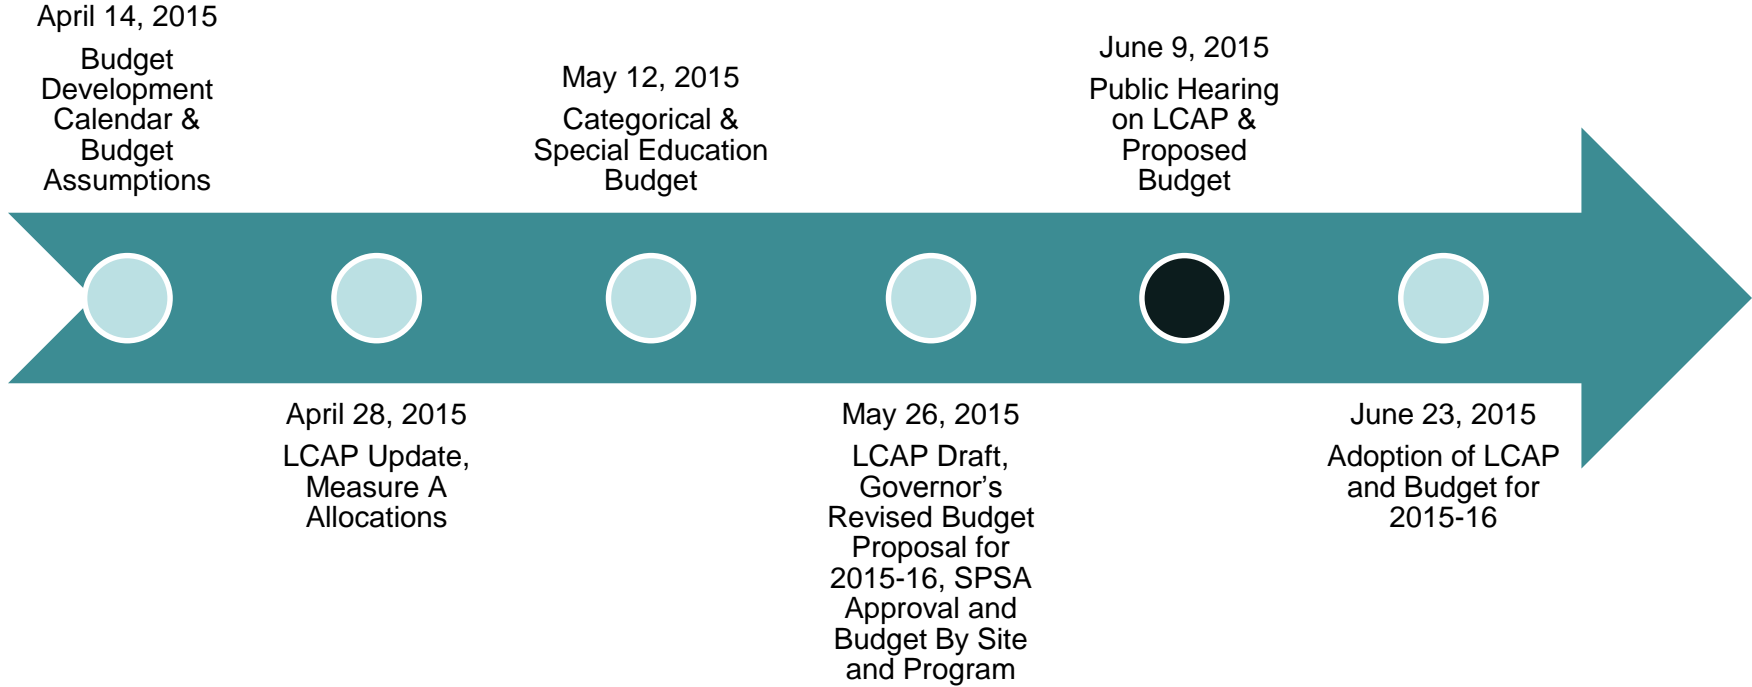 April 14, 2015
Budget
Development
Calendar &
Budget
Assumptions
April 28, 2015
LCAP Update,
Measure A
Allocations
May 12, 2015
Categorical &
Special Education
Budget
May 26, 2015
LCAP Draft,
Governor’s
Revised Budget
Proposal for
2015-16, SPSA
Approval and
Budget By Site
and Program
June 9, 2015
Public Hearing
on LCAP &
Proposed
Budget
June 23, 2015
Adoption of LCAP
and Budget for
2015-16